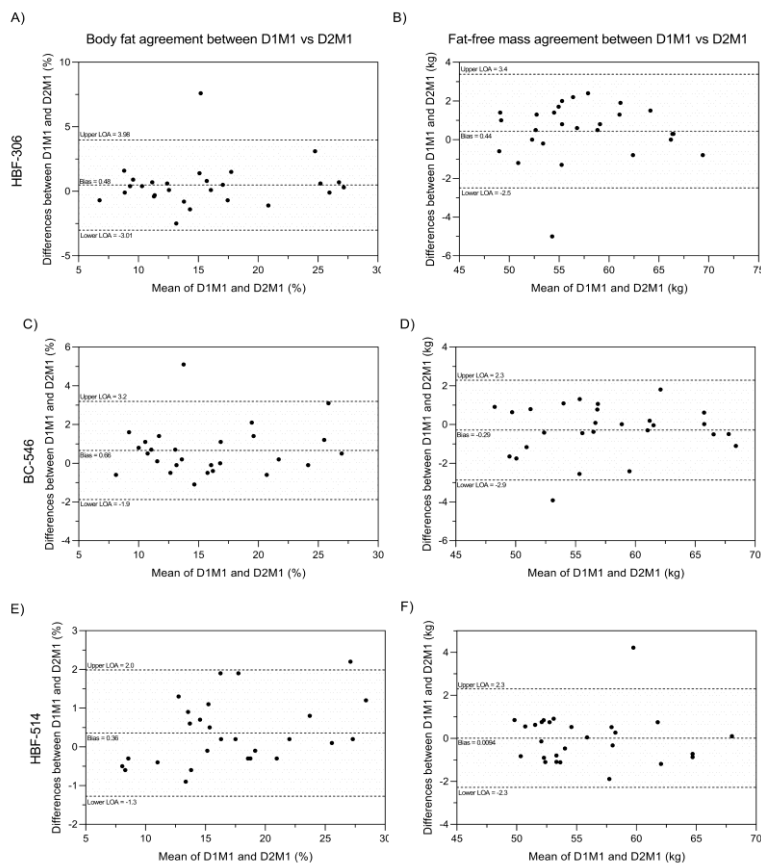 A)
Body fat agreement between D1M1 vs D2M1
B)
Fat-free mass agreement between D1M1 vs D2M1
HBF-306
Differences between D1M1 and D2M1 (%)
10
5
0
-5
Upper LOA = 3.98
Bias = 0.48
Lower LOA = -3.01
5 10 15 20 25 30
Mean of D1M1 and D2M1 (%)
Differences between D1M1 and D2M1 (kg)
4
2
0
-2
-4
-6
Upper LOA = 3.4
Bias = 0.44
Lower LOA = -2.5
45 50 55 60 65 70 75
Mean of D1M1 and D2M1 (kg)
C)
D)
BC-546
Differences between D1M1 and D2M1 (%)
6
4
2
0
-2
-4
Upper LOA = 3.2
Bias = 0.66
Lower LOA = -1.9
5 10 15 20 25 30
Mean of D1M1 and D2M1 (%)
Differences between D1M1 and D2M1 (kg)
4
2
0
-2
-4
-6
Upper LOA = 2.3
Bias = -0.29
Lower LOA = -2.9
45 50 55 60 65 70
Mean of D1M1 and D2M1 (kg)
E)
F)
HBF-514
Differences between D1M1 and D2M1 (%)
3
2
1
0
-1
-2
Upper LOA = 2.0
Bias = 0.36
Lower LOA = -1.3
5 10 15 20 25 30
Mean of D1M1 and D2M1 (%)
Differences between D1M1 and D2M1 (kg)
6
4
2
0
-2
-4
Upper LOA = 2.3
Bias = 0.0094
Lower LOA = -2.3
45 50 55 60 65 70
Mean of D1M1 and D2M1 (kg)